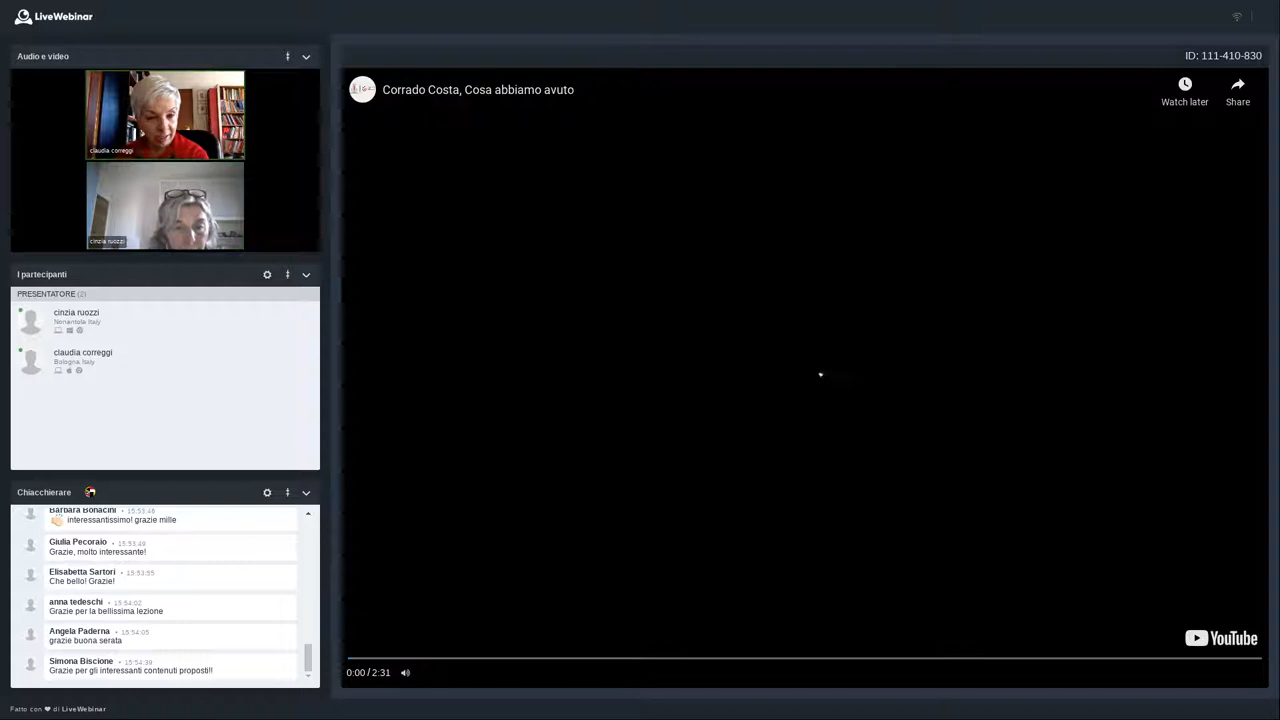 LiveWebinar
Audio e video
claudia correggi
cinzia ruozzi
I partecipanti
PRESENTATORE (2)
cinzia ruozzi
Nonantola Italy
claudia correggi
Bologna Italy
Chiacchierare
Barbara Bonacini • 15:53:46
interessantissimo! grazie mille
Giulia Pecoraio • 15:53:49
Grazie, molto interessante!
Elisabetta Sartori • 15:53:55
Che bello! Grazie!
anna tedeschi • 15:54:02
Grazie per la bellissima lezione
Angela Paderna • 15:54:05
grazie buona serata
Simona Biscione • 15:54:39
Grazie per gli interessanti contenuti proposti!!
Fatto con ❤ di LiveWebinar
ID: 111-410-830
Corrado Costa, Cosa abbiamo avuto
Watch later
Share
YouTube
0:00 / 2:31